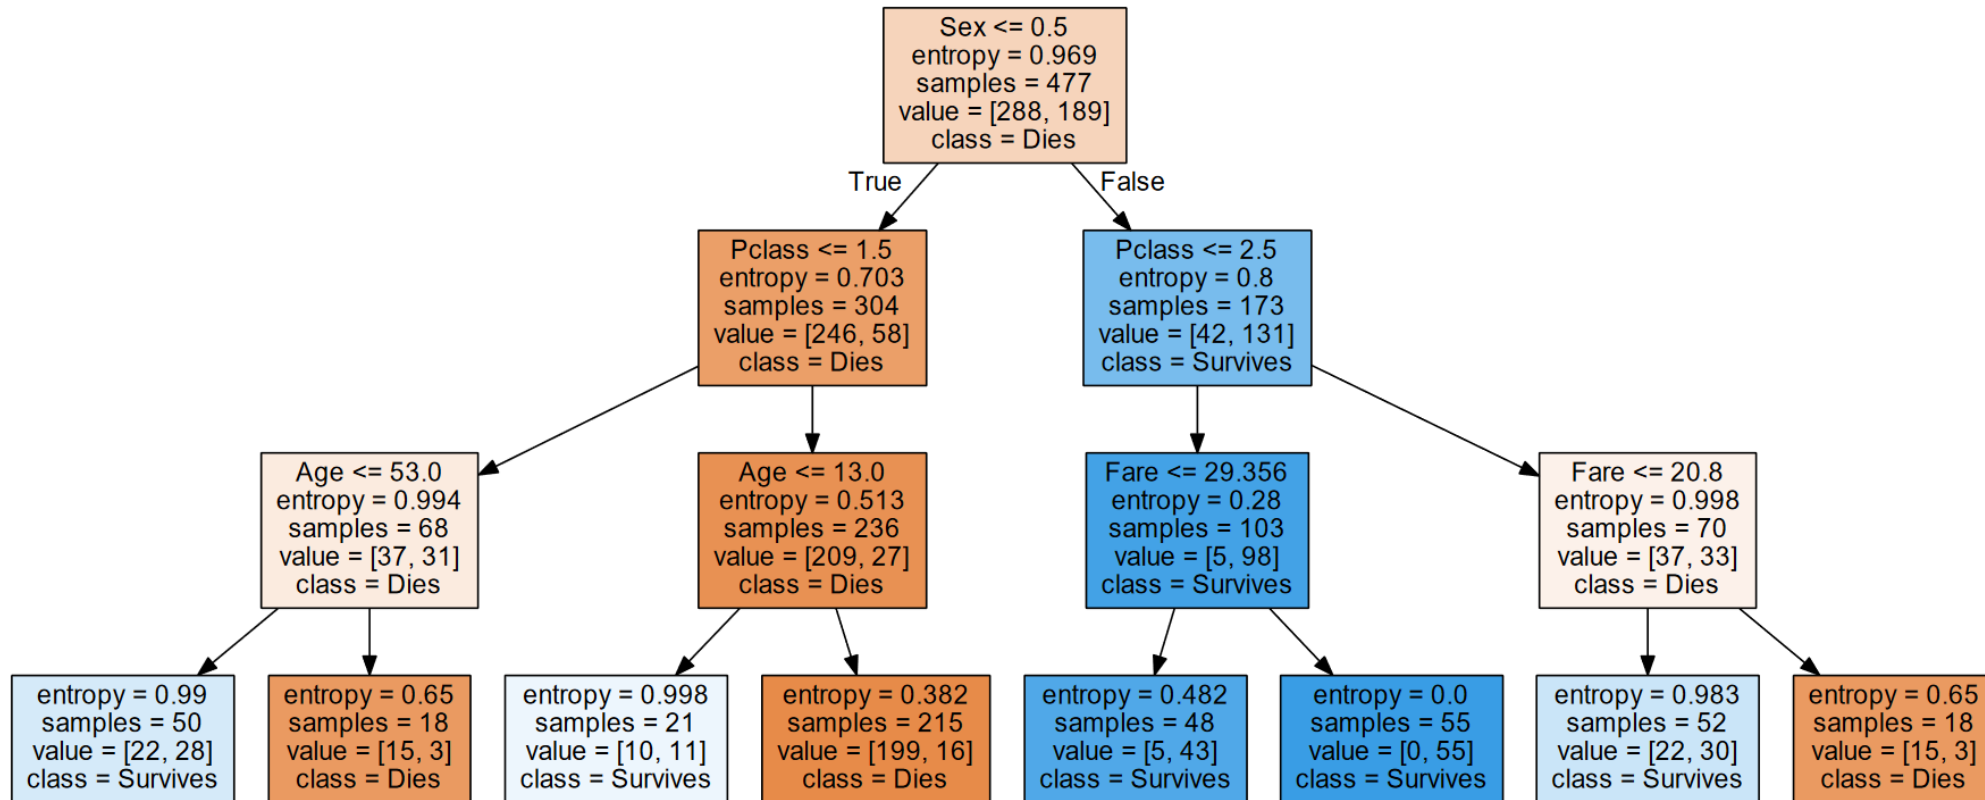 Sex <= 0.5
entropy = 0.969
samples = 477
value = [288, 189]
class = Dies
True
False
Pclass <= 1.5
entropy = 0.703
samples = 304
value = [246, 58]
class = Dies
Pclass <= 2.5
entropy = 0.8
samples = 173
value = [42, 131]
class = Survives
Age <= 53.0
entropy = 0.994
samples = 68
value = [37, 31]
class = Dies
Age <= 13.0
entropy = 0.513
samples = 236
value = [209, 27]
class = Dies
Fare <= 29.356
entropy = 0.28
samples = 103
value = [5, 98]
class = Survives
Fare <= 20.8
entropy = 0.998
samples = 70
value = [37, 33]
class = Dies
entropy = 0.99
samples = 50
value = [22, 28]
class = Survives
entropy = 0.65
samples = 18
value = [15, 3]
class = Dies
entropy = 0.998
samples = 21
value = [10, 11]
class = Survives
entropy = 0.382
samples = 215
value = [199, 16]
class = Dies
entropy = 0.482
samples = 48
value = [5, 43]
class = Survives
entropy = 0.0
samples = 55
value = [0, 55]
class = Survives
entropy = 0.983
samples = 52
value = [22, 30]
class = Survives
entropy = 0.65
samples = 18
value = [15, 3]
class = Dies